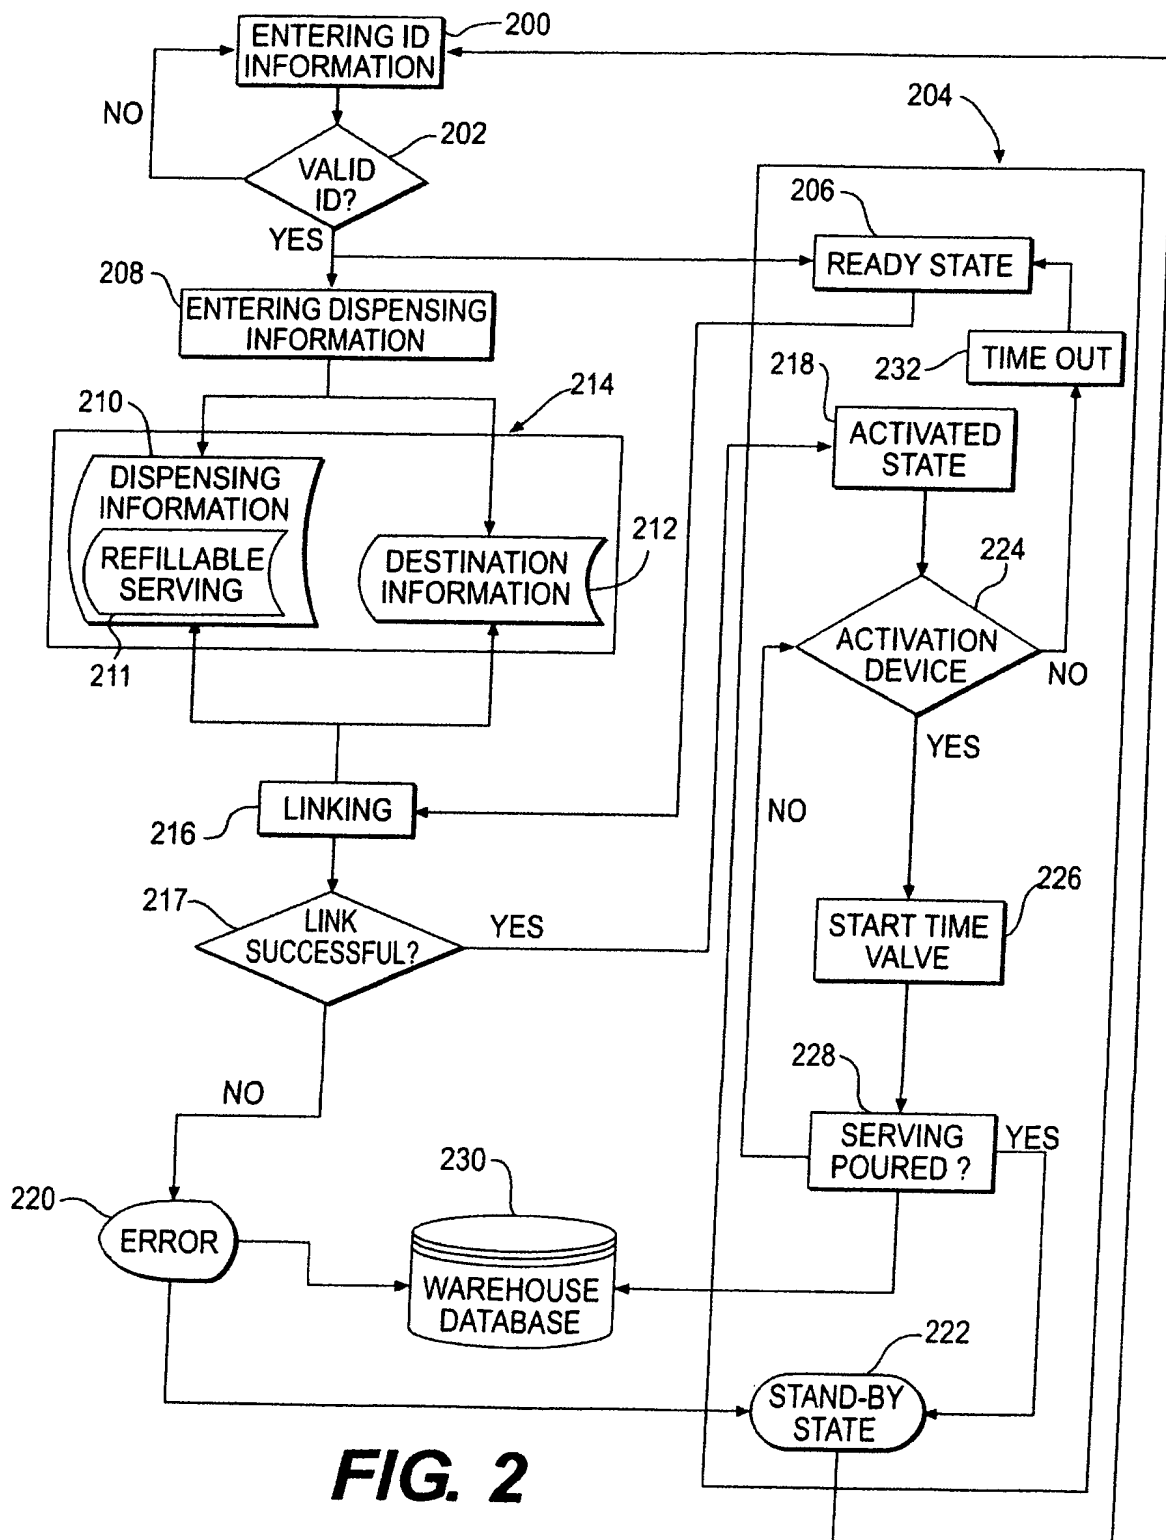 200
ENTERING ID
INFORMATION
NO
202
VALID
ID?
YES
204
206
READY STATE
208
ENTERING DISPENSING
INFORMATION
232
TIME OUT
218
ACTIVATED
STATE
210
214
DISPENSING
INFORMATION
REFILLABLE
SERVING
211
212
DESTINATION
INFORMATION
224
ACTIVATION
DEVICE
NO
YES
NO
LINKING
216
217
LINK
SUCCESSFUL?
YES
226
START TIME
VALVE
NO
228
SERVING
POURED ?
YES
220
ERROR
230
WAREHOUSE
DATABASE
222
STAND-BY
STATE
FIG. 2